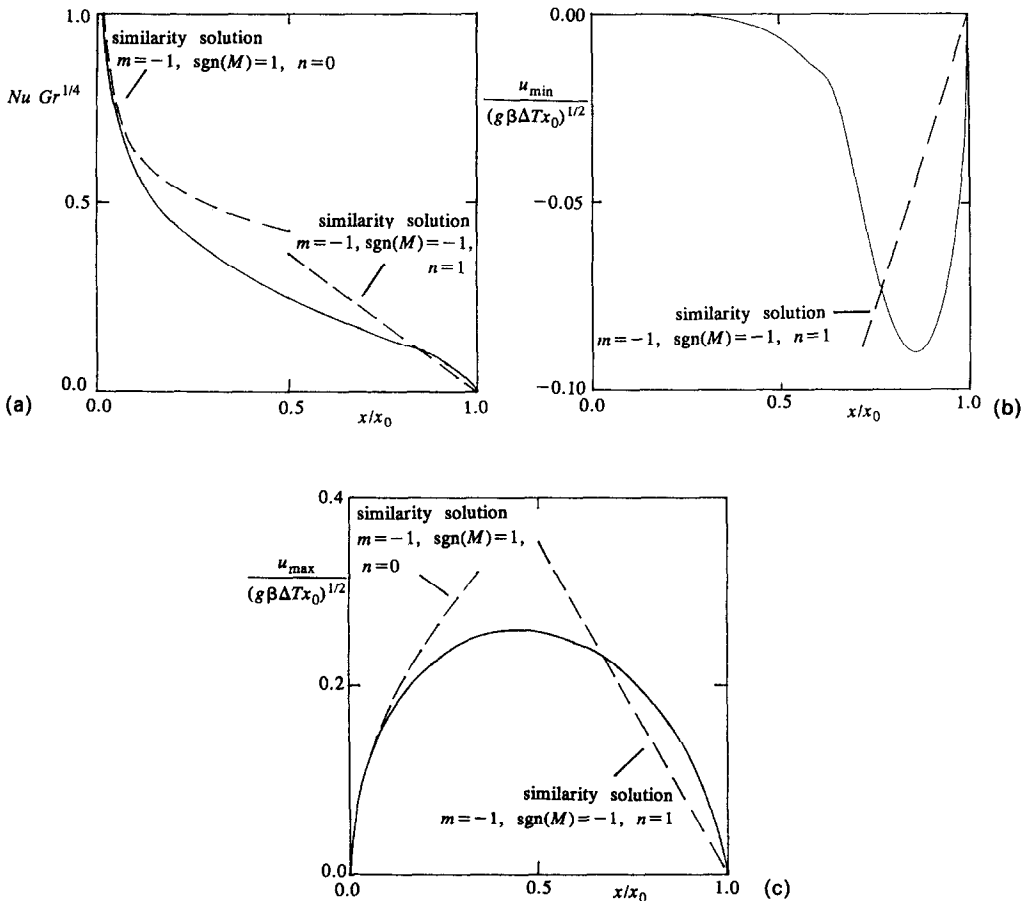 1.0
similarity solution
m=−1, sgn(M)=1, n=0
Nu Gr^{1/4}
0.5
similarity solution
m=−1, sgn(M)=−1,
n=1
0.0
(a)
0.0
0.5
1.0
x/x_0
0.00
u_min
(gβΔTx_0)^{1/2}
−0.05
similarity solution
m=−1, sgn(M)=−1, n=1
−0.10
0.0
0.5
1.0
x/x_0
(b)
0.4
similarity solution
m=−1, sgn(M)=1,
n=0
u_max
(gβΔTx_0)^{1/2}
0.2
similarity solution
m=−1, sgn(M)=−1, n=1
0.0
0.0
0.5
1.0
x/x_0
(c)